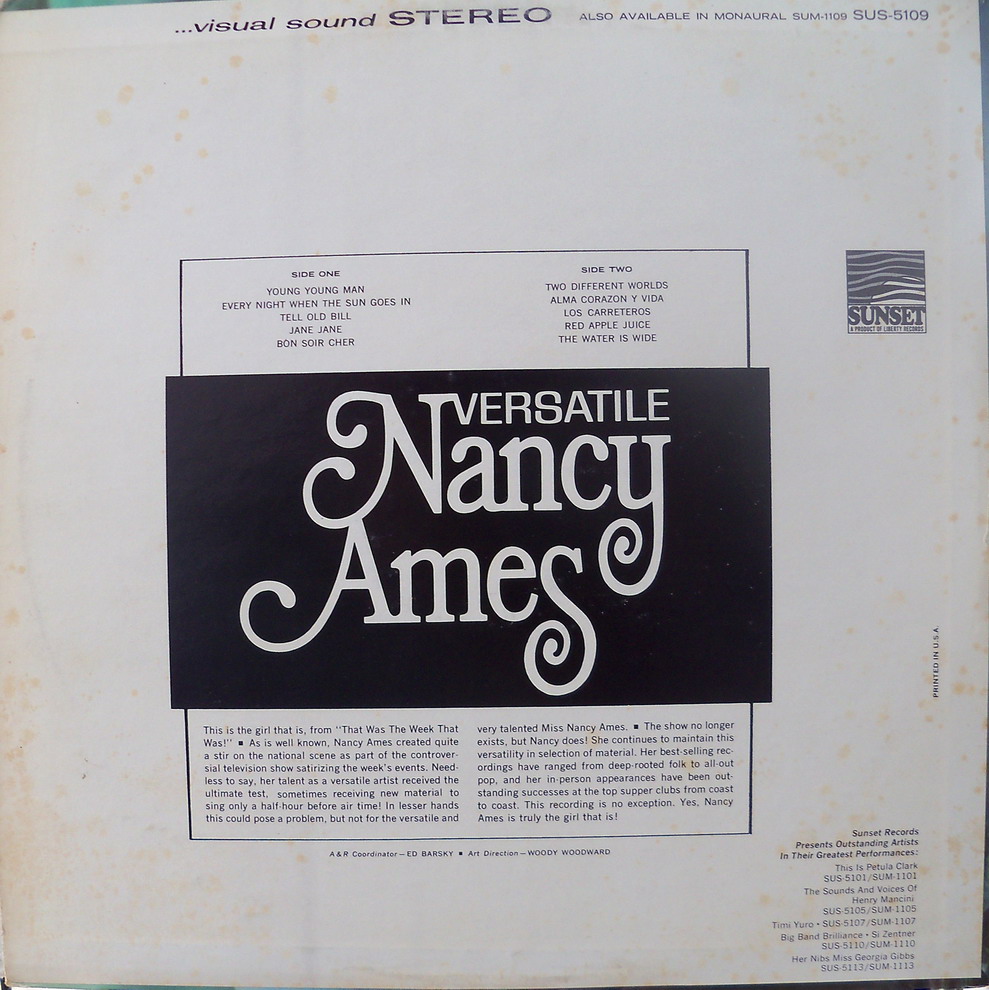 ...visual sound STEREO ALSO AVAILABLE IN MONAURAL SUM-1109 SUS-5109
SIDE ONE
YOUNG YOUNG MAN
EVERY NIGHT WHEN THE SUN GOES IN
TELL OLD BILL
JANE JANE
BON SOIR CHER
SIDE TWO
TWO DIFFERENT WORLDS
ALMA CORAZON Y VIDA
LOS CARRETEROS
RED APPLE JUICE
THE WATER IS WIDE
SUNSET
A PRODUCT OF LIBERTY RECORDS
VERSATILE
Nancy
Ames
PRINTED IN U.S.A.
This is the girl that is, from "That Was The Week That
Was!" ▪ As is well known, Nancy Ames created quite
a stir on the national scene as part of the controver-
sial television show satirizing the week's events. Need-
less to say, her talent as a versatile artist received the
ultimate test, sometimes receiving new material to
sing only a half-hour before air time! In lesser hands
this could pose a problem, but not for the versatile and
very talented Miss Nancy Ames. ▪ The show no longer
exists, but Nancy does! She continues to maintain this
versatility in selection of material. Her best-selling rec-
ordings have ranged from deep-rooted folk to all-out
pop, and her in-person appearances have been out-
standing successes at the top supper clubs from coast
to coast. This recording is no exception. Yes, Nancy
Ames is truly the girl that is!
A & R Coordinator—ED BARSKY ▪ Art Direction—WOODY WOODWARD
Sunset Records
Presents Outstanding Artists
In Their Greatest Performances:
This Is Petula Clark
SUS-5101/SUM-1101
The Sounds And Voices Of
Henry Mancini
SUS-5105/SUM-1105
Timi Yuro • SUS-5107/SUM-1107
Big Band Brilliance • Si Zentner
SUS-5110/SUM-1110
Her Nibs Miss Georgia Gibbs
SUS-5113/SUM-1113